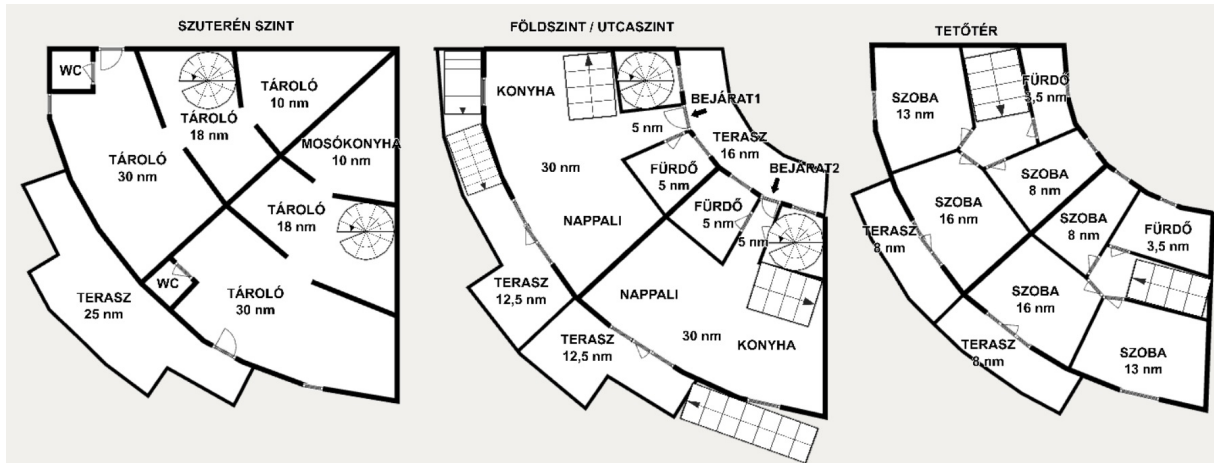 SZUTERÉN SZINT
WC
TÁROLÓ
10 nm
TÁROLÓ
18 nm
MOSÓKONYHA
10 nm
TÁROLÓ
30 nm
TÁROLÓ
18 nm
WC
TÁROLÓ
30 nm
TERASZ
25 nm
FÖLDSZINT / UTCASZINT
KONYHA
BEJÁRAT1
5 nm
TERASZ
16 nm
BEJÁRAT2
30 nm
FÜRDŐ
5 nm
FÜRDŐ
5 nm
5 nm
NAPPALI
TERASZ
12,5 nm
NAPPALI
30 nm
KONYHA
TERASZ
12,5 nm
TETŐTÉR
FÜRDŐ
3,5 nm
SZOBA
13 nm
SZOBA
8 nm
SZOBA
16 nm
SZOBA
8 nm
FÜRDŐ
3,5 nm
TERASZ
8 nm
SZOBA
16 nm
SZOBA
13 nm
TERASZ
8 nm